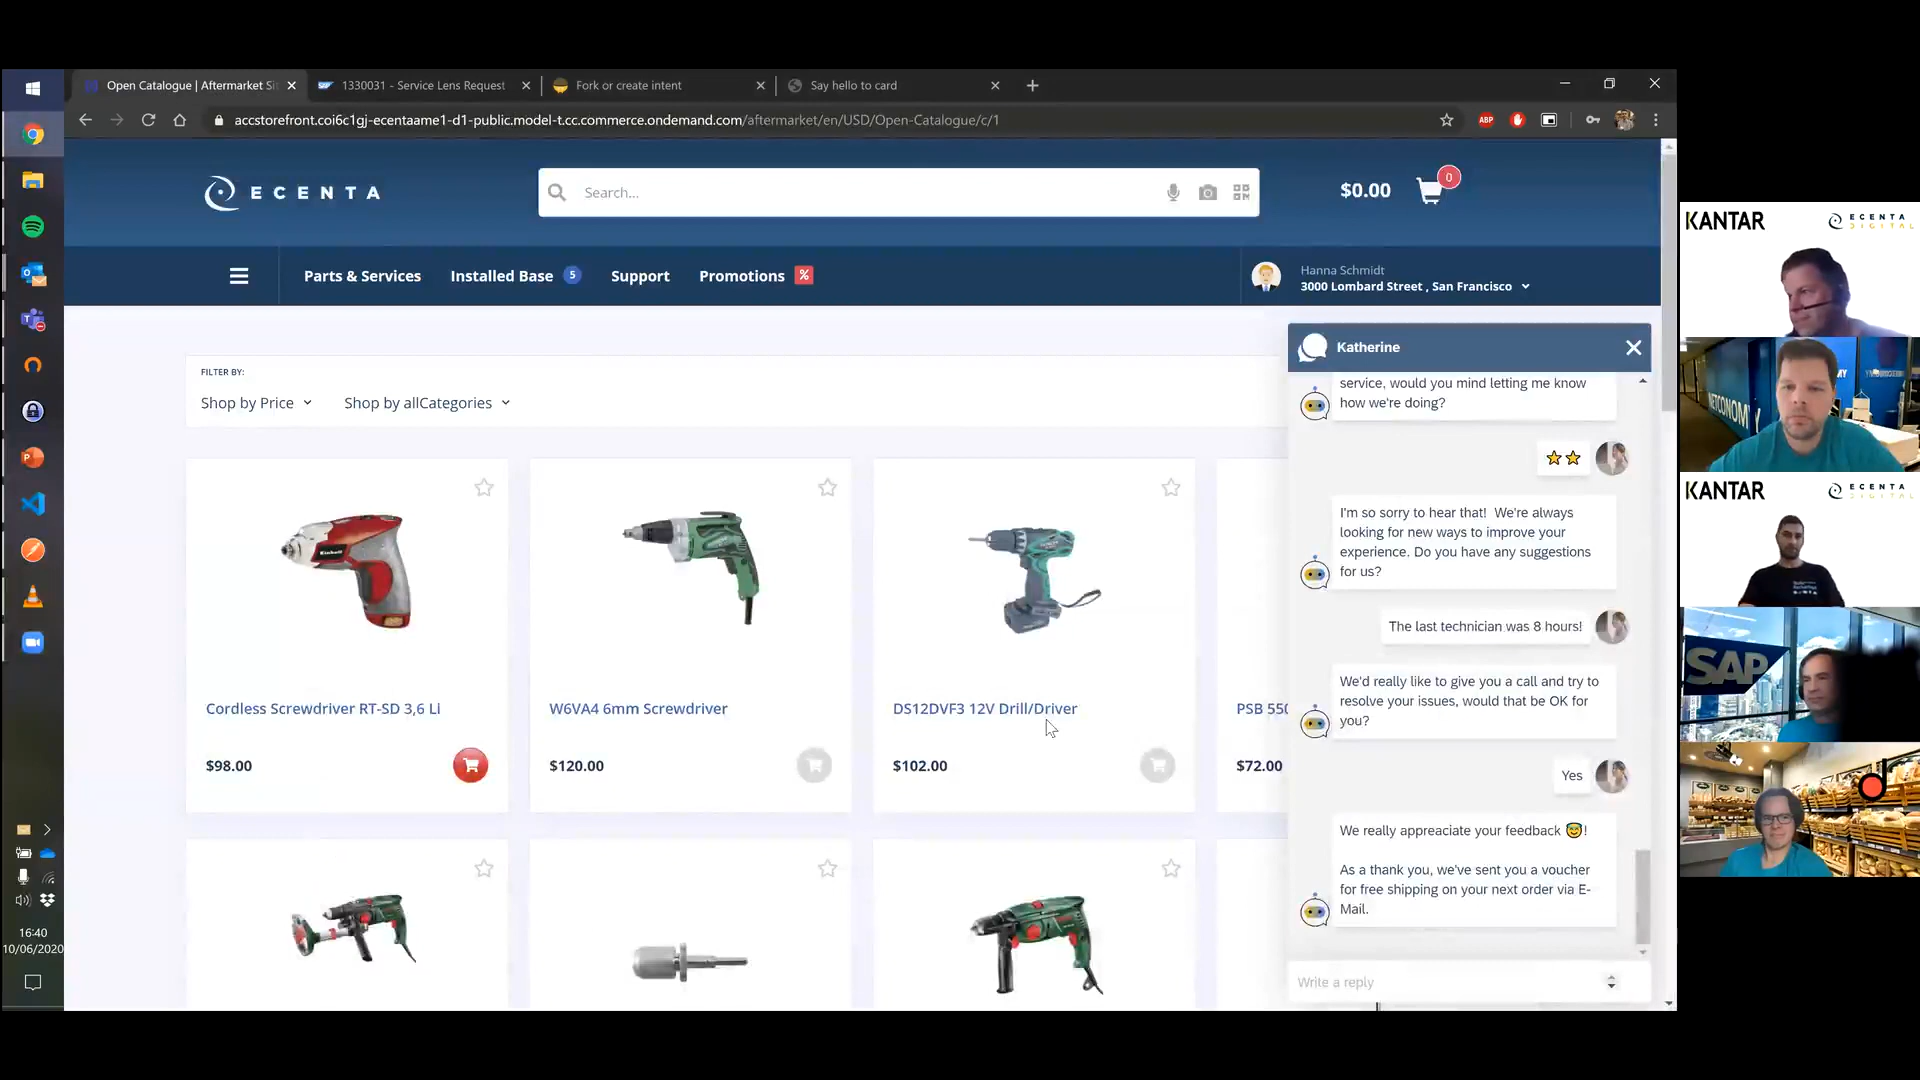 Open Catalogue | Aftermarket Sit
1330031 - Service Lens Request
Fork or create intent
Say hello to card
accstorefront.coi6c1gj-ecentaame1-d1-public.model-t.cc.commerce.ondemand.com/aftermarket/en/USD/Open-Catalogue/c/1
ABP
ECENTA
Search...
$0.00
0
Parts & Services
Installed Base 5
Support
Promotions %
Hanna Schmidt
3000 Lombard Street , San Francisco
FILTER BY:
Shop by Price
Shop by allCategories
Cordless Screwdriver RT-SD 3,6 Li
$98.00
W6VA4 6mm Screwdriver
$120.00
DS12DVF3 12V Drill/Driver
$102.00
PSB 550
$72.00
Katherine
service, would you mind letting me know
how we're doing?
I'm so sorry to hear that! We're always
looking for new ways to improve your
experience. Do you have any suggestions
for us?
The last technician was 8 hours!
We'd really like to give you a call and try to
resolve your issues, would that be OK for
you?
Yes
We really appreaciate your feedback 😇!
As a thank you, we've sent you a voucher
for free shipping on your next order via E-
Mail.
Write a reply
16:40
10/06/2020
KANTAR
ECENTA
DIGITAL
NETCONOMY
KANTAR
ECENTA
DIGITAL
SAP